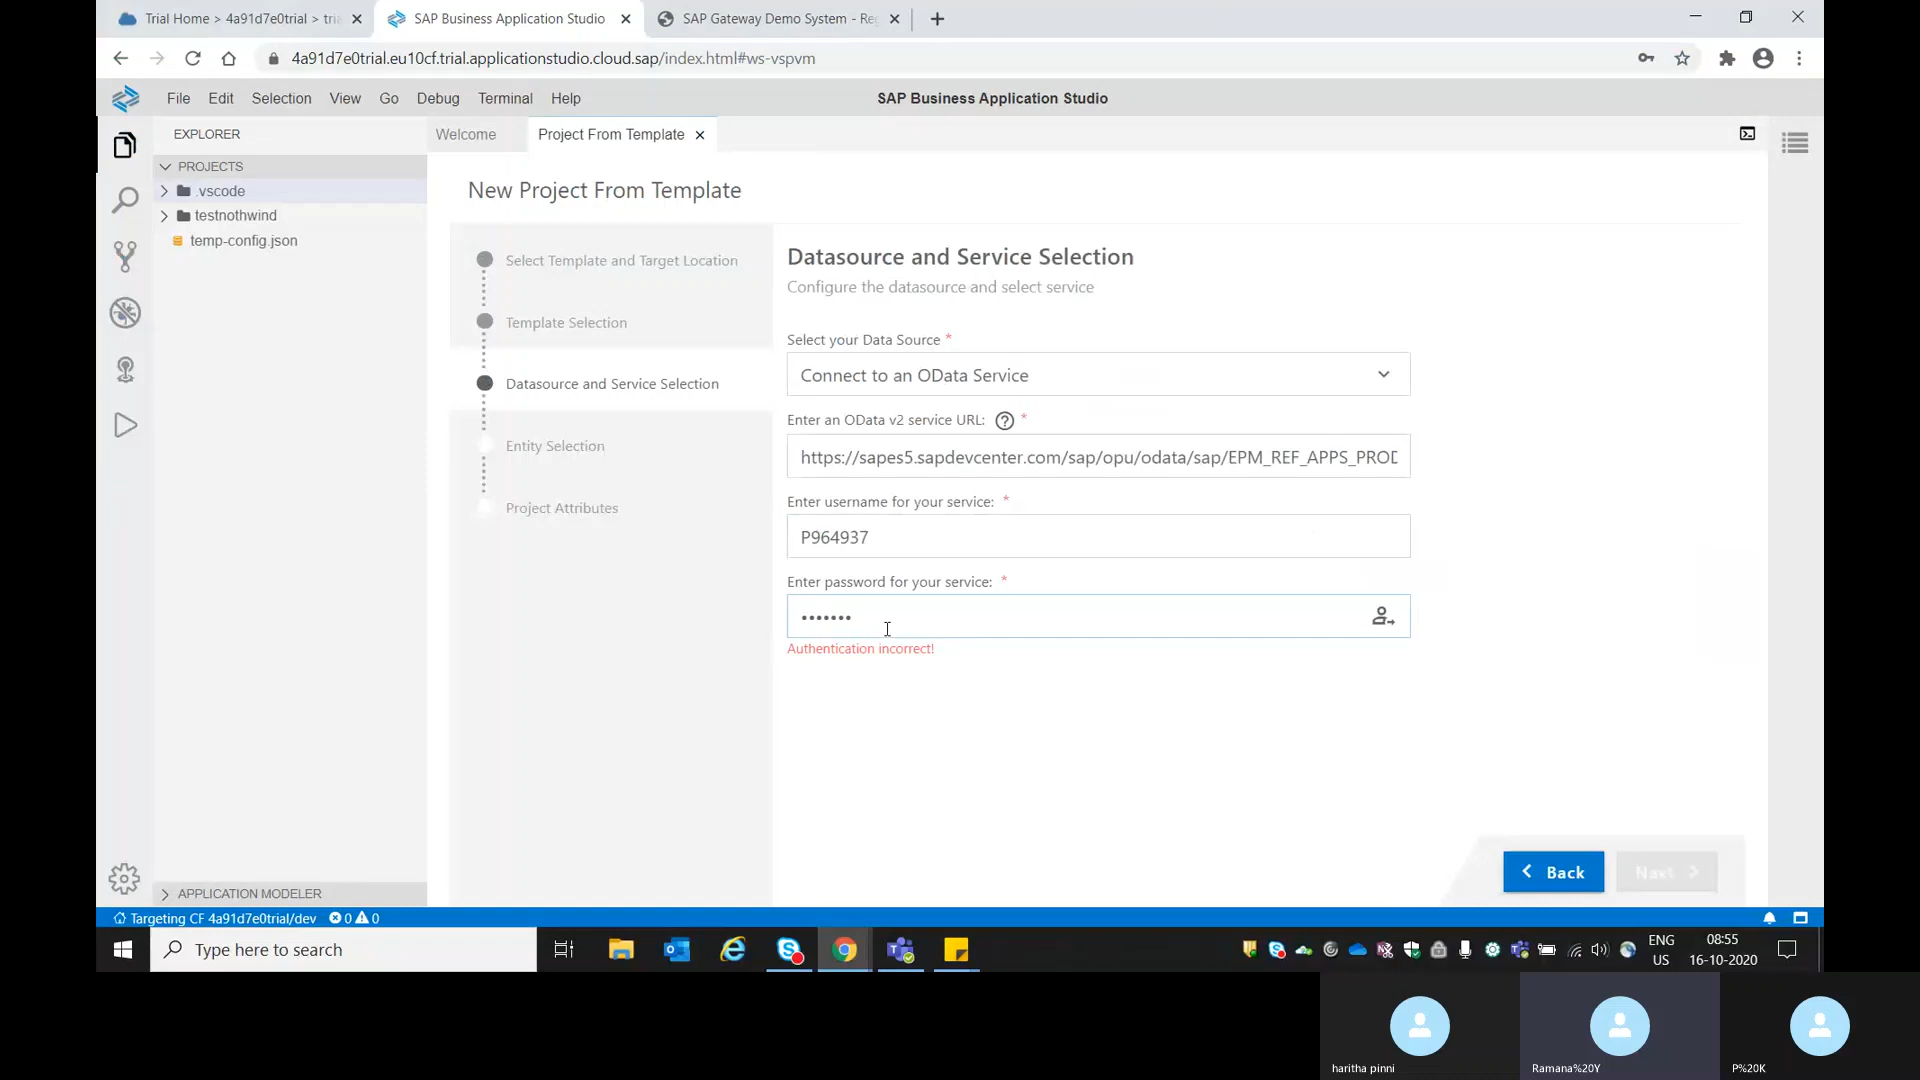 Trial Home > 4a91d7e0trial > tria
SAP Business Application Studio
SAP Gateway Demo System - Reg
4a91d7e0trial.eu10cf.trial.applicationstudio.cloud.sap/index.html#ws-vspvm
File Edit Selection View Go Debug Terminal Help
SAP Business Application Studio
EXPLORER
Welcome
Project From Template
PROJECTS
.vscode
testnothwind
temp-config.json
New Project From Template
Select Template and Target Location
Template Selection
Datasource and Service Selection
Entity Selection
Project Attributes
Datasource and Service Selection
Configure the datasource and select service
Select your Data Source *
Connect to an OData Service
Enter an OData v2 service URL: ? *
https://sapes5.sapdevcenter.com/sap/opu/odata/sap/EPM_REF_APPS_PROD
Enter username for your service: *
P964937
Enter password for your service: *
•••••••
Authentication incorrect!
Back
Next
APPLICATION MODELER
Targeting CF 4a91d7e0trial/dev 0 0
Type here to search
ENG
US
08:55
16-10-2020
haritha pinni
Ramana%20Y
P%20K